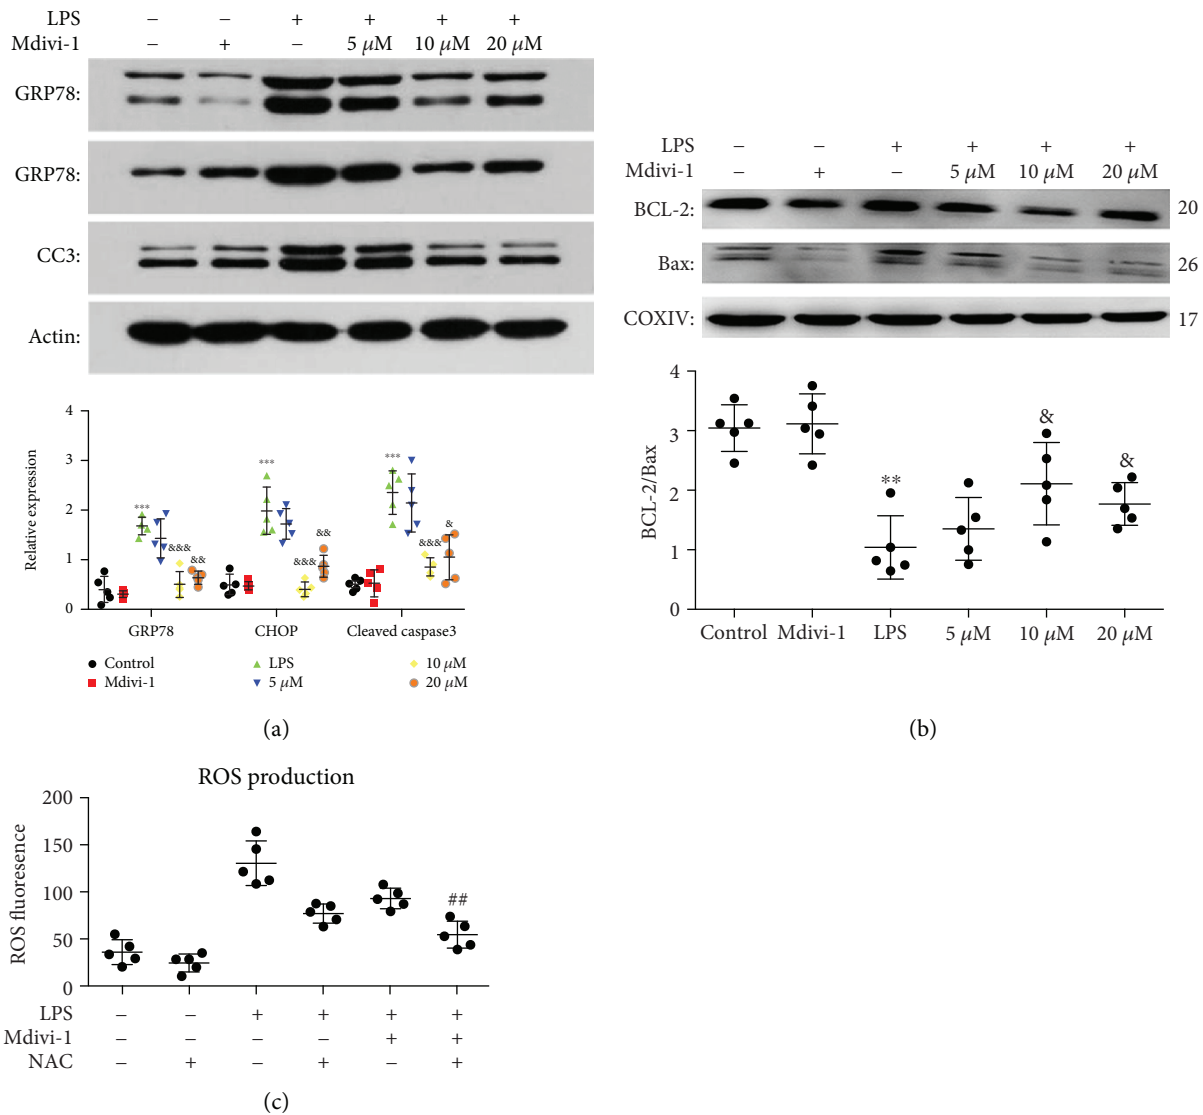 LPS − − + + + +
Mdivi-1 − + − 5 μM 10 μM 20 μM
GRP78:
GRP78:
CC3:
Actin:
4
3
2
1
0
Relative expression
***
&&&
&&
***
&&&
&&
***
&&&
&
GRP78 CHOP Cleaved caspase3
Control LPS 10 μM
Mdivi-1 5 μM 20 μM
(a)
LPS − − + + + +
Mdivi-1 − + − 5 μM 10 μM 20 μM
BCL-2: 20
Bax: 26
COXIV: 17
4
3
2
1
0
BCL-2/Bax
**
&
&
Control Mdivi-1 LPS 5 μM 10 μM 20 μM
(b)
ROS production
200
150
100
50
0
ROS fluoresence
##
LPS − − + + + +
Mdivi-1 − − − − + +
NAC − + − + − +
(c)